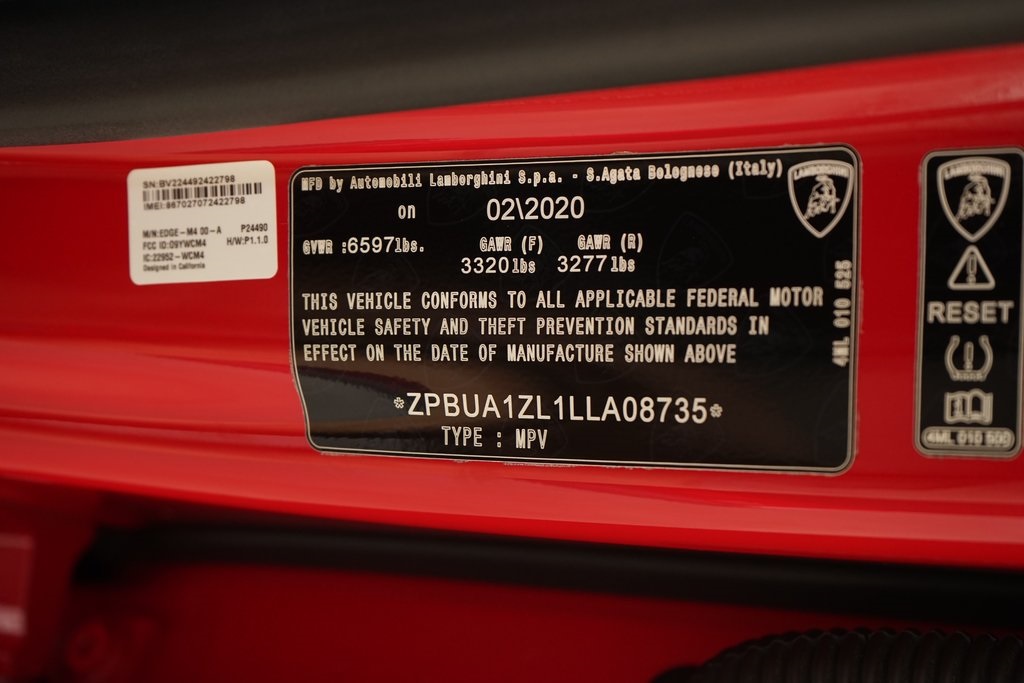 SN:BV224492422798
IMEI:867027072422798
M/N:EDGE-M4 00-A P24490
FCC ID:O9YWCM4 H/W:P1.1.0
IC:22952-WCM4
Designed in California
MFD by Automobili Lamborghini S.p.a. - S.Agata Bolognese (Italy)
on 02\2020
GVWR :6597lbs. GAWR (F) GAWR (R)
3320lbs 3277lbs
THIS VEHICLE CONFORMS TO ALL APPLICABLE FEDERAL MOTOR
VEHICLE SAFETY AND THEFT PREVENTION STANDARDS IN
EFFECT ON THE DATE OF MANUFACTURE SHOWN ABOVE
*ZPBUA1ZL1LLA08735*
TYPE : MPV
LAMBORGHINI
4ML 010 525
LAMBORGHINI
RESET
4ML 010 500